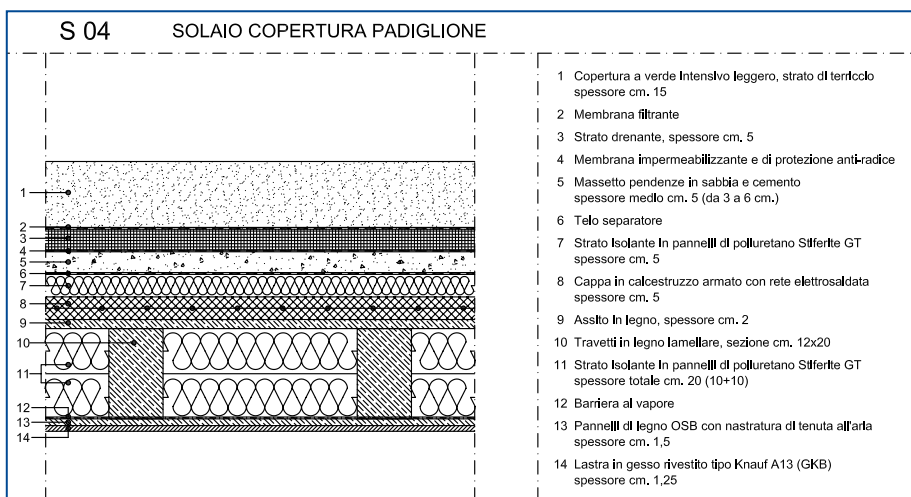 S 04 SOLAIO COPERTURA PADIGLIONE
1 Copertura a verde intensivo leggero, strato di terriccio
spessore cm. 15
2 Membrana filtrante
3 Strato drenante, spessore cm. 5
4 Membrana impermeabilizzante e di protezione anti-radice
5 Massetto pendenze in sabbia e cemento
spessore medio cm. 5 (da 3 a 6 cm.)
6 Telo separatore
7 Strato isolante in pannelli di poliuretano Stiferite GT
spessore cm. 5
8 Cappa in calcestruzzo armato con rete elettrosaldata
spessore cm. 5
9 Assito in legno, spessore cm. 2
10 Travetti in legno lamellare, sezione cm. 12x20
11 Strato isolante in pannelli di poliuretano Stiferite GT
spessore totale cm. 20 (10+10)
12 Barriera al vapore
13 Pannelli di legno OSB con nastratura di tenuta all'aria
spessore cm. 1,5
14 Lastra in gesso rivestito tipo Knauf A13 (GKB)
spessore cm. 1,25
1
2
3
4
5
6
7
8
9
10
11
12
13
14